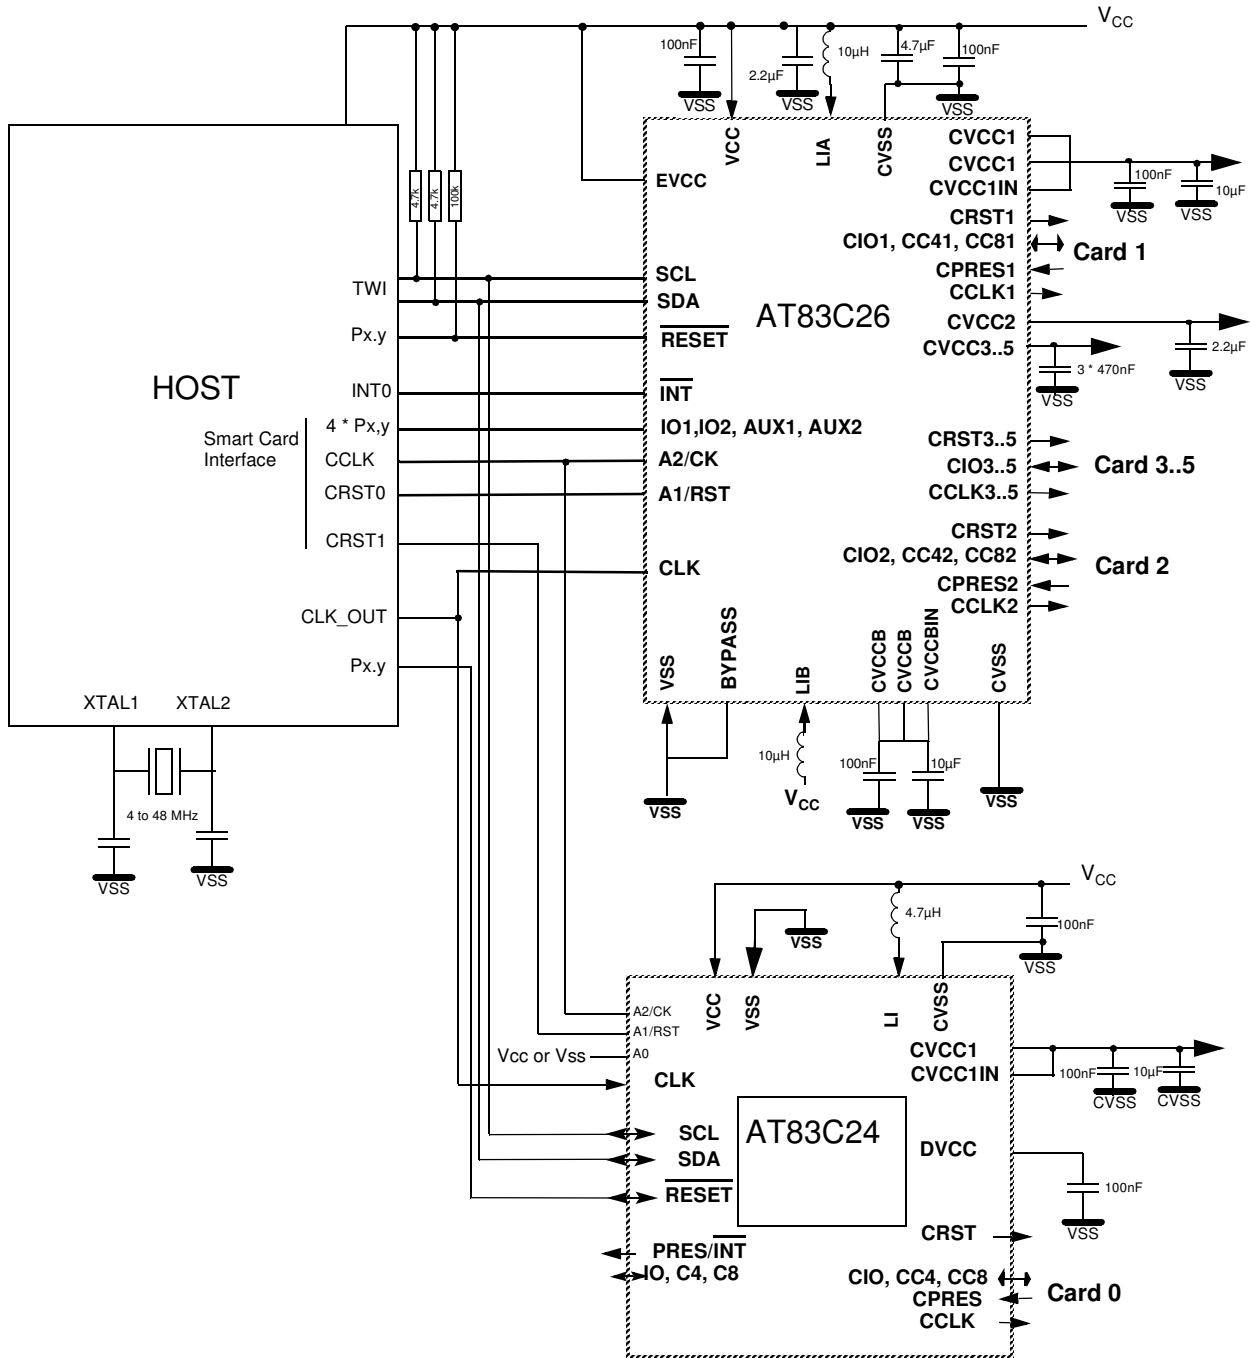 V_CC
100nF
2.2µF
10µH
4.7µF
100nF
VSS
VSS
VSS
4.7k
4.7k
100k
HOST
TWI
Px.y
INT0
Smart Card
Interface
4 * Px,y
CCLK
CRST0
CRST1
CLK_OUT
Px.y
XTAL1
XTAL2
4 to 48 MHz
VSS
VSS
AT83C26
VCC
LIA
CVSS
EVCC
SCL
SDA
RESET
INT
IO1,IO2, AUX1, AUX2
A2/CK
A1/RST
CLK
VSS
BYPASS
LIB
CVCCB
CVCCB
CVCCBIN
CVSS
CVCC1
CVCC1
CVCC1IN
CRST1
CIO1, CC41, CC81
CPRES1
CCLK1
Card 1
CVCC2
CVCC3..5
CRST3..5
CIO3..5
CCLK3..5
Card 3..5
CRST2
CIO2, CC42, CC82
CPRES2
CCLK2
Card 2
100nF
VSS
10µF
VSS
2.2µF
VSS
3 * 470nF
VSS
VSS
10µH
V_CC
100nF
VSS
10µF
VSS
VSS
V_CC
4.7µH
VSS
100nF
VSS
AT83C24
VCC
VSS
LI
CVSS
A2/CK
A1/RST
Vcc or Vss
A0
CLK
SCL
SDA
RESET
PRES/INT
IO, C4, C8
CVCC1
CVCC1IN
100nF
10µF
CVSS
CVSS
DVCC
100nF
VSS
CRST
CIO, CC4, CC8
CPRES
CCLK
Card 0